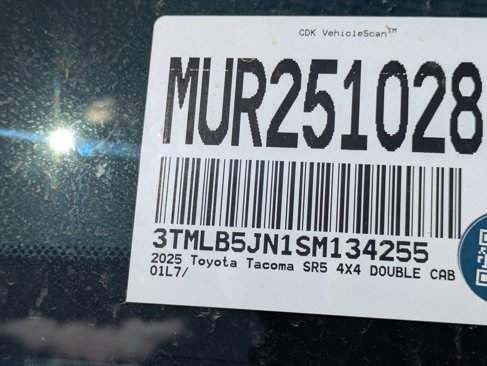 CDK VehicleScan™
MUR251028
3TMLB5JN1SM134255
2025 Toyota Tacoma SR5 4X4 DOUBLE CAB
01L7/